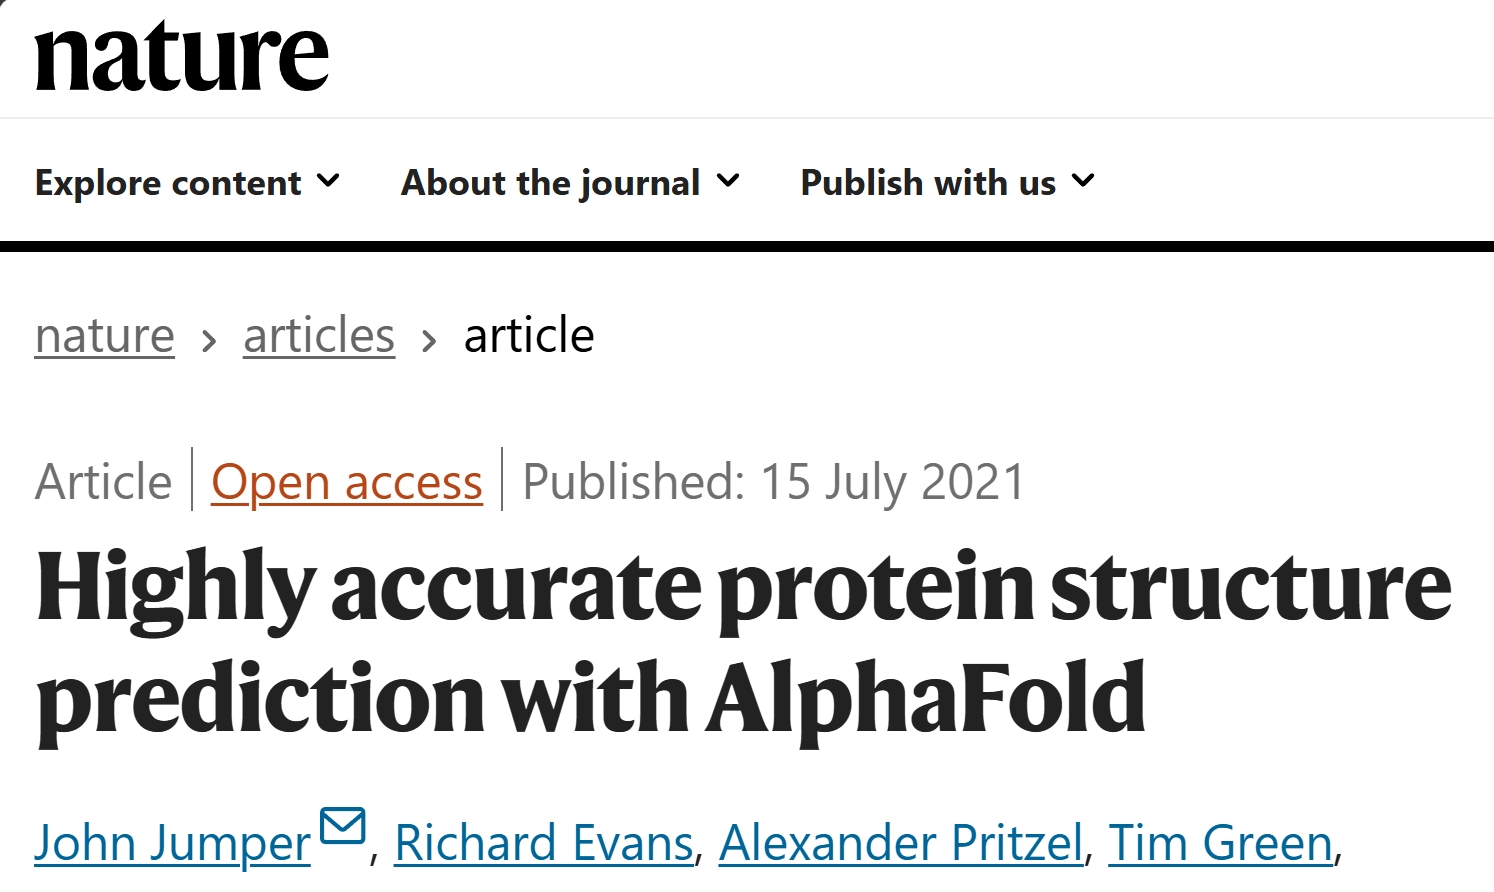 nature
Explore content About the journal Publish with us
nature › articles › article
Article | Open access | Published: 15 July 2021
Highly accurate protein structure
prediction with AlphaFold
John Jumper, Richard Evans, Alexander Pritzel, Tim Green,